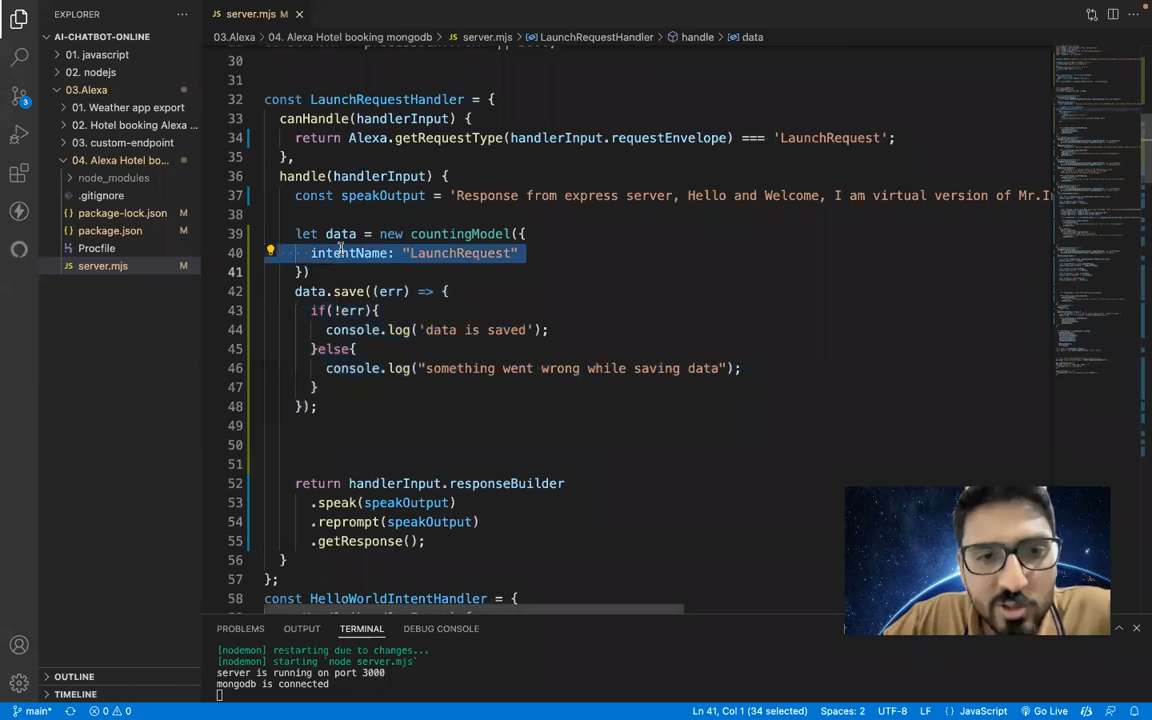 EXPLORER
AI-CHATBOT-ONLINE
01. javascript
02. nodejs
03.Alexa
01. Weather app export
02. Hotel booking Alexa ...
03. custom-endpoint
04. Alexa Hotel bo...
node_modules
.gitignore
package-lock.json M
package.json M
Procfile
server.mjs M
OUTLINE
TIMELINE
server.mjs M
03.Alexa > 04. Alexa Hotel booking mongodb > server.mjs > LaunchRequestHandler > handle > data
30
31
32 const LaunchRequestHandler = {
33 canHandle(handlerInput) {
34 return Alexa.getRequestType(handlerInput.requestEnvelope) === 'LaunchRequest';
35 },
36 handle(handlerInput) {
37 const speakOutput = 'Response from express server, Hello and Welcome, I am virtual version of Mr.I
38
39 let data = new countingModel({
40 intentName: "LaunchRequest"
41 })
42 data.save((err) => {
43 if(!err){
44 console.log('data is saved');
45 }else{
46 console.log("something went wrong while saving data");
47 }
48 });
49
50
51
52 return handlerInput.responseBuilder
53 .speak(speakOutput)
54 .reprompt(speakOutput)
55 .getResponse();
56 }
57 };
58 const HelloWorldIntentHandler = {
PROBLEMS OUTPUT TERMINAL DEBUG CONSOLE
[nodemon] restarting due to changes...
[nodemon] starting `node server.mjs`
server is running on port 3000
mongodb is connected
3
main* 0 0 Ln 41, Col 1 (34 selected) Spaces: 2 UTF-8 LF JavaScript Go Live